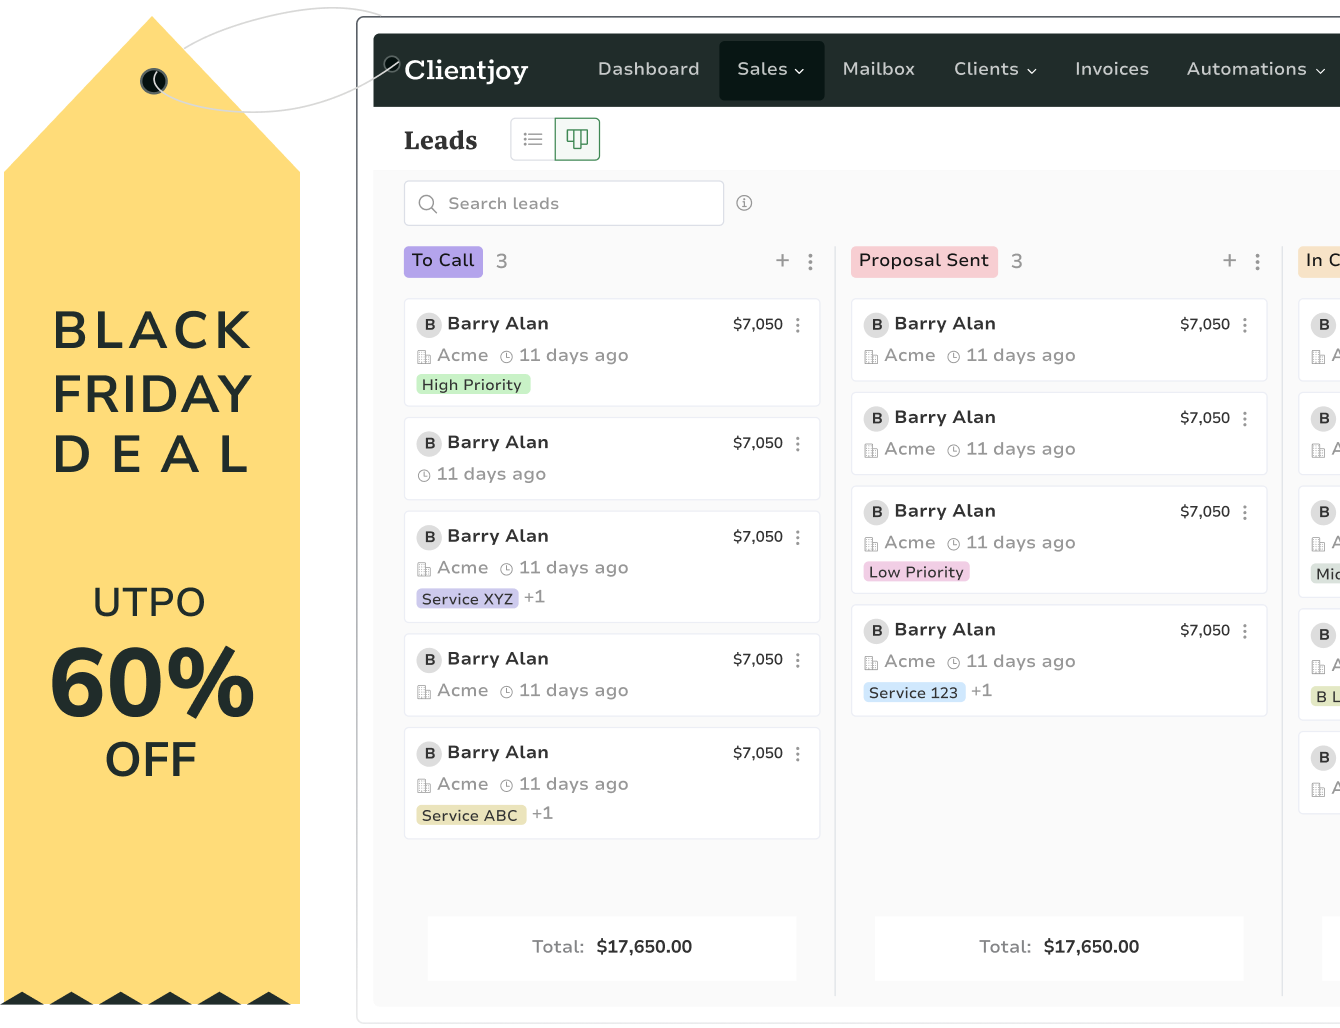 BLACK
FRIDAY
DEAL
UTPO
60%
OFF
Clientjoy Dashboard Sales Mailbox Clients Invoices Automations
Leads
Search leads
To Call 3
B Barry Alan $7,050
Acme 11 days ago
High Priority
B Barry Alan $7,050
11 days ago
B Barry Alan $7,050
Acme 11 days ago
Service XYZ +1
B Barry Alan $7,050
Acme 11 days ago
B Barry Alan $7,050
Acme 11 days ago
Service ABC +1
Total: $17,650.00
Proposal Sent 3
B Barry Alan $7,050
Acme 11 days ago
B Barry Alan $7,050
Acme 11 days ago
B Barry Alan $7,050
Acme 11 days ago
Low Priority
B Barry Alan $7,050
Acme 11 days ago
Service 123 +1
Total: $17,650.00
In
B
B
B
B
B
B